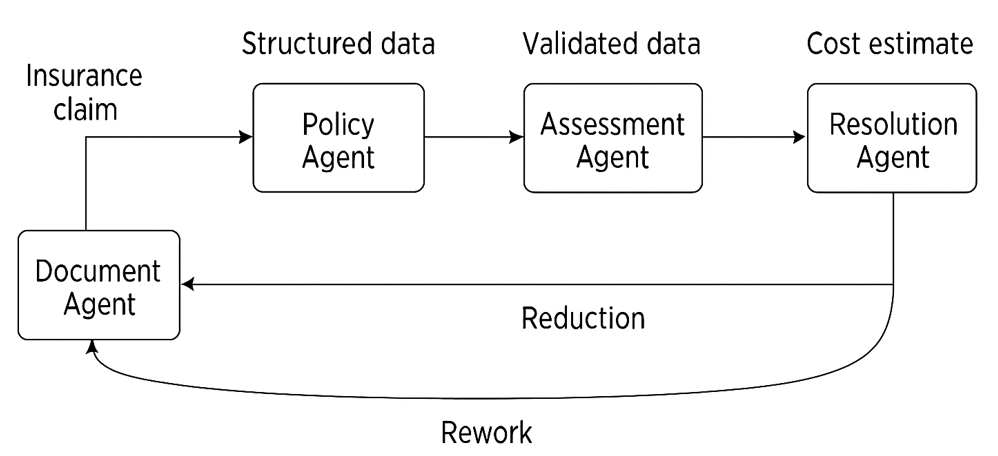 Structured data
Validated data
Cost estimate
Insurance
claim
Policy
Agent
Assessment
Agent
Resolution
Agent
Document
Agent
Reduction
Rework